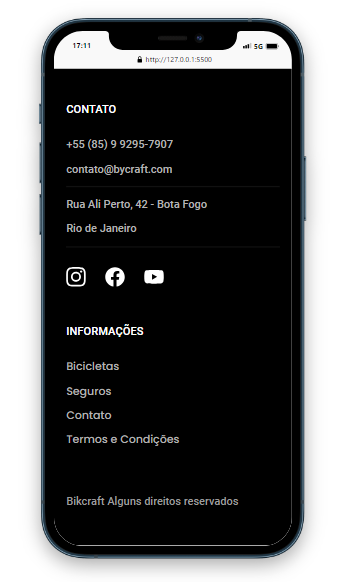 17:11
5G
http://127.0.0.1:5500
CONTATO
+55 (85) 9 9295-7907
contato@bycraft.com
Rua Ali Perto, 42 - Bota Fogo
Rio de Janeiro
INFORMAÇÕES
Bicicletas
Seguros
Contato
Termos e Condições
Bikcraft Alguns direitos reservados